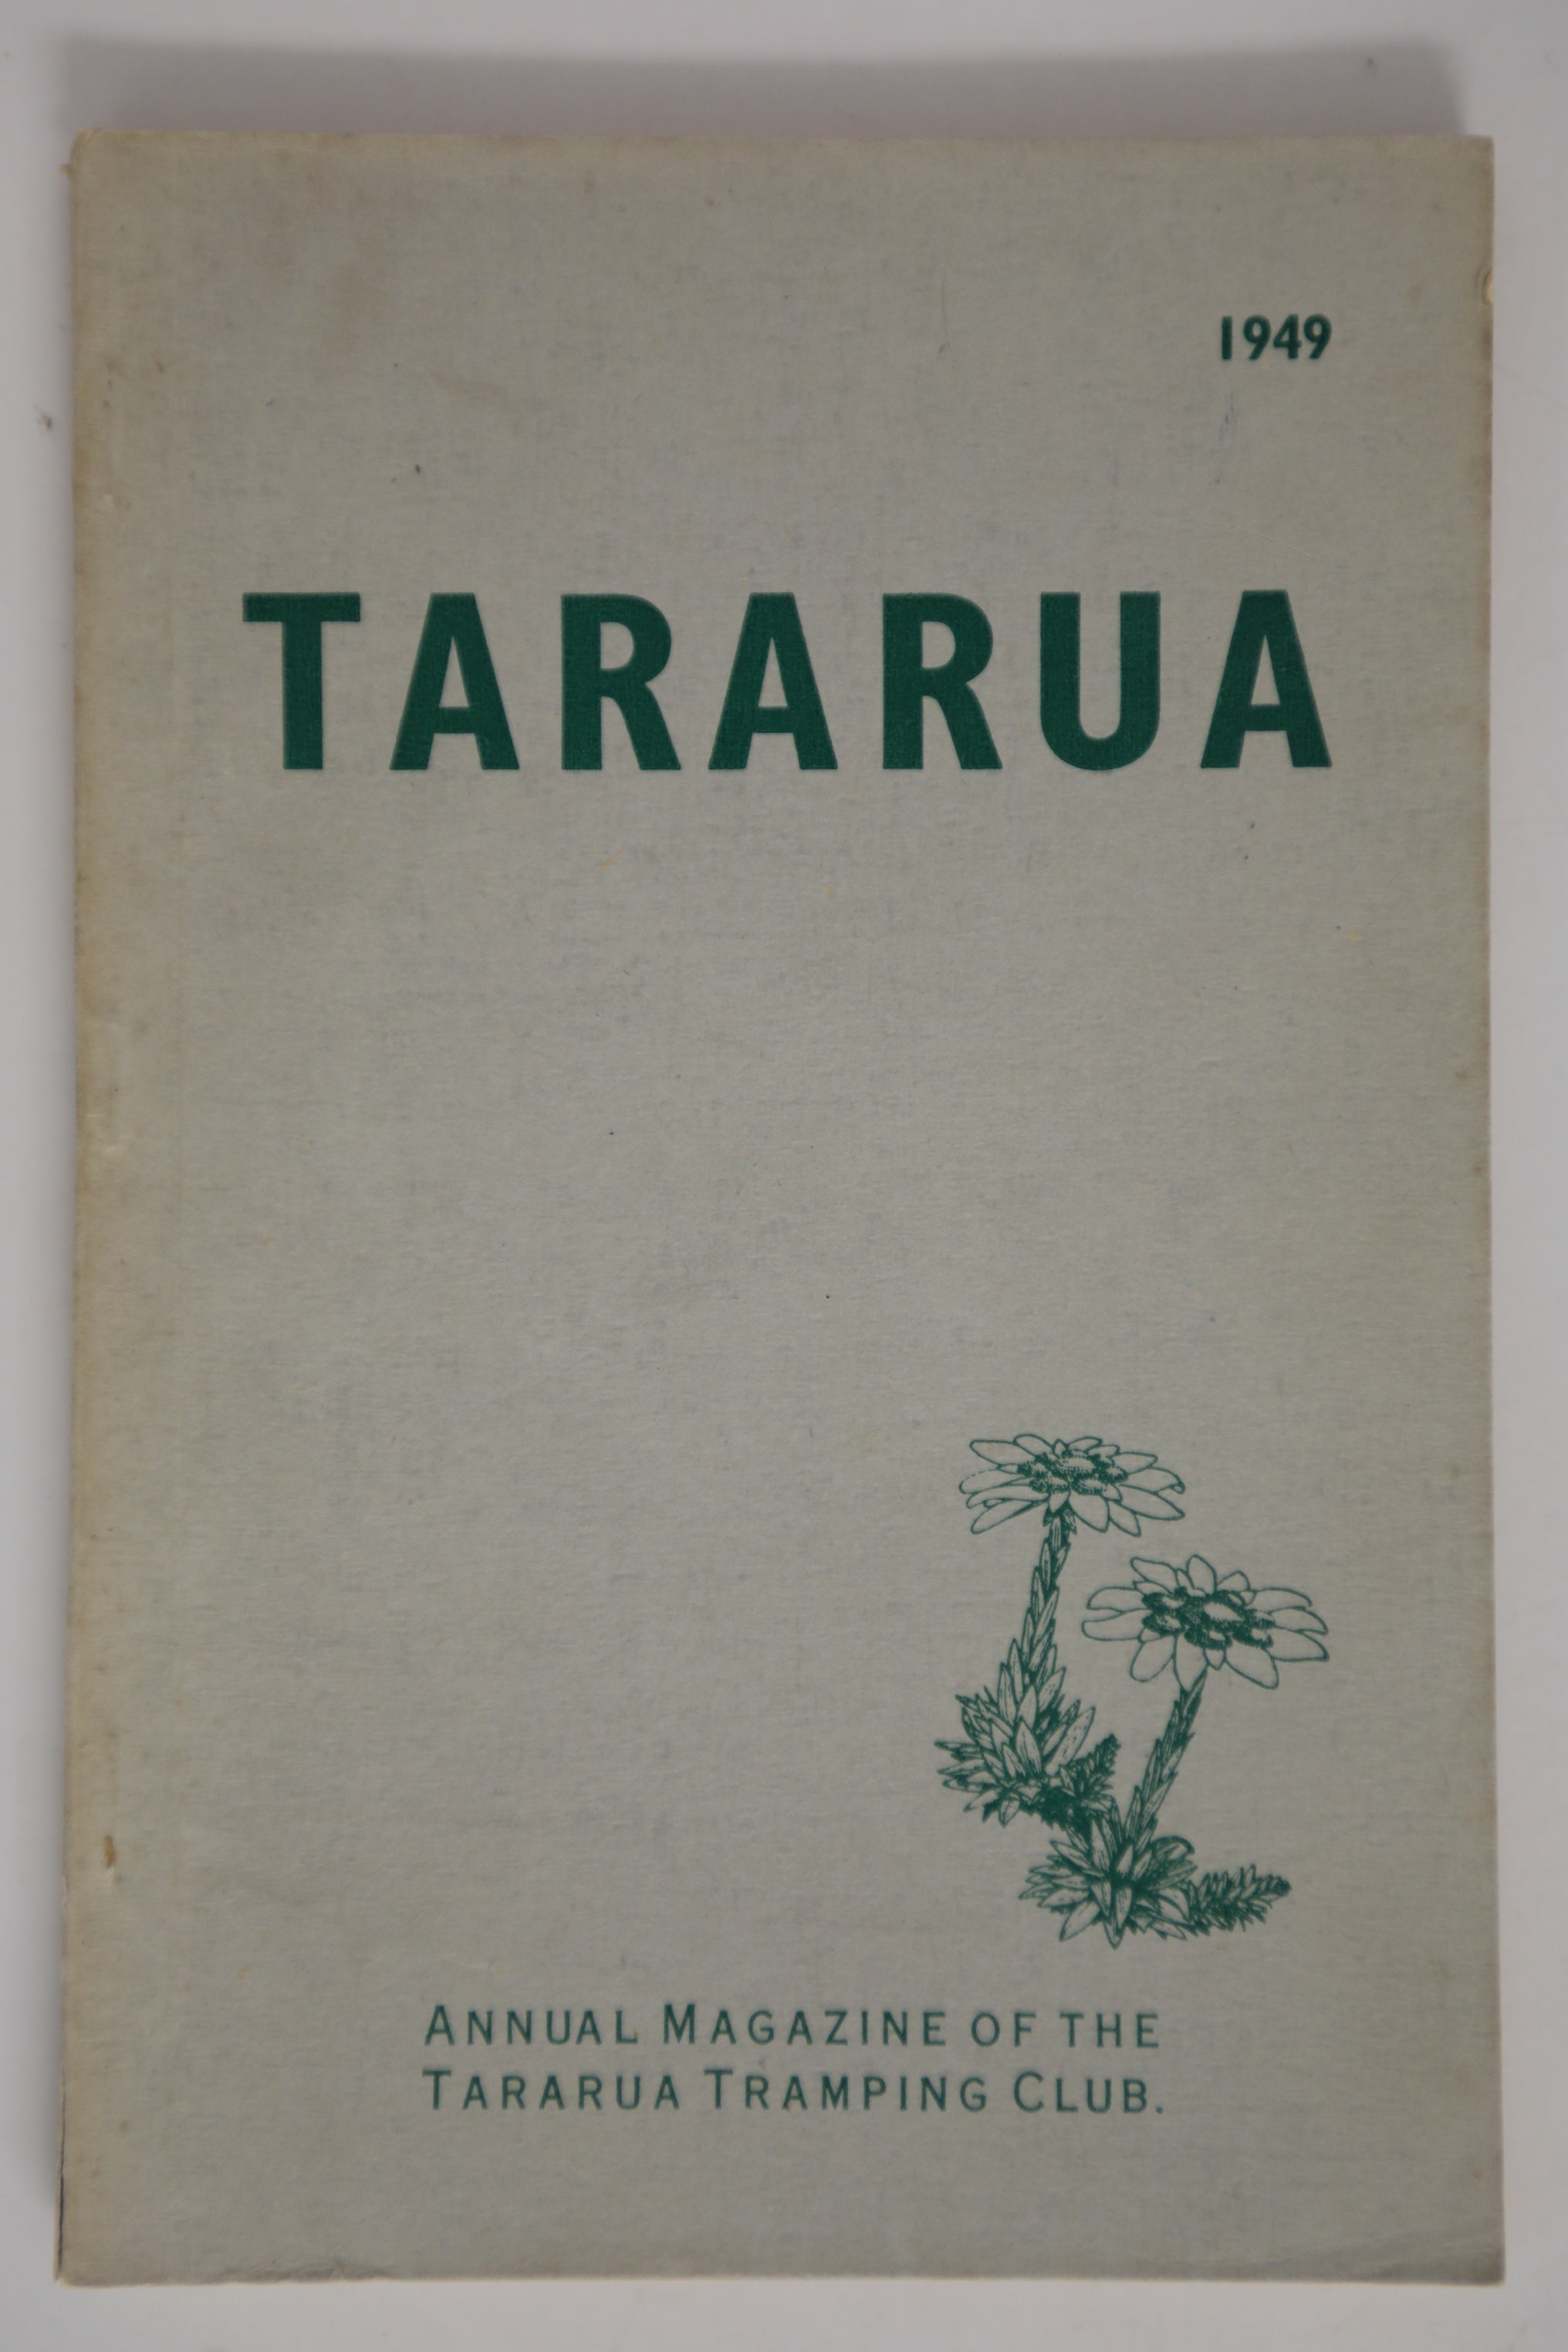 1949
TARARUA
ANNUAL MAGAZINE OF THE
TARARUA TRAMPING CLUB.